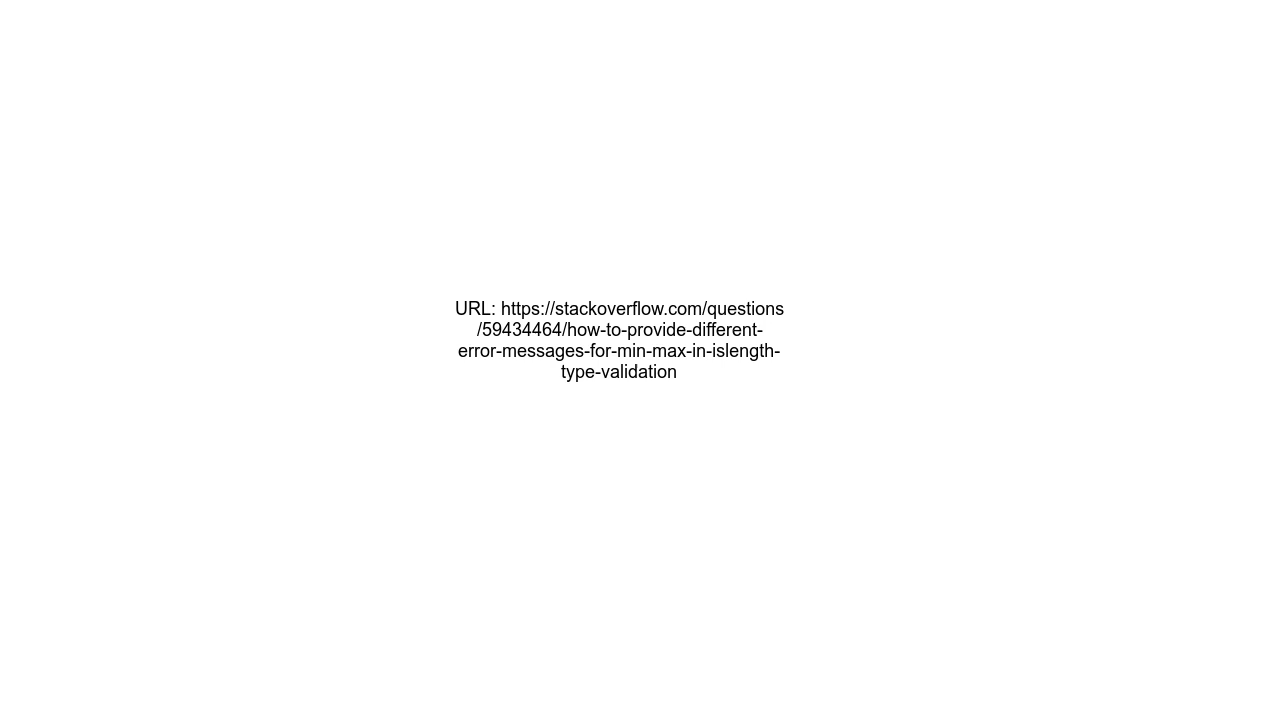 URL: https://stackoverflow.com/questions
/59434464/how-to-provide-different-
error-messages-for-min-max-in-islength-
type-validation